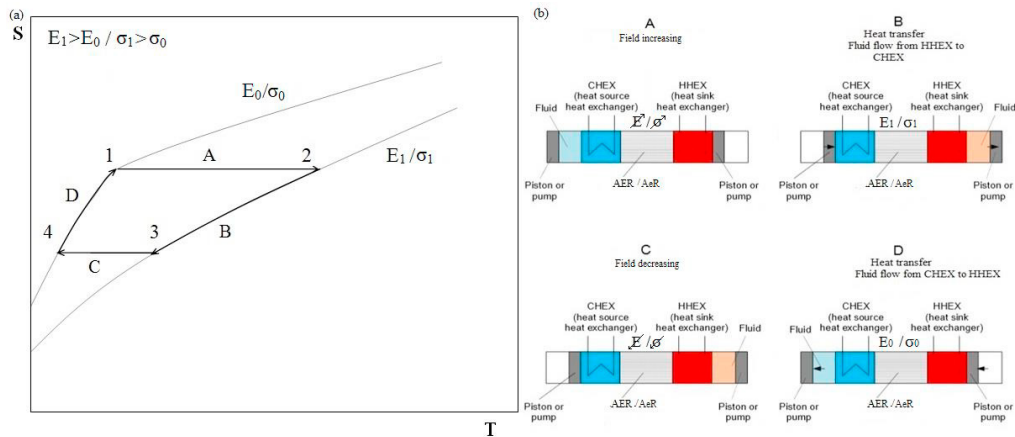 (a)
S
E1>E0 / σ1>σ0
E0/σ0
E1/σ1
1
A
2
D
B
4
3
C
T
(b)
A
Field increasing
CHEX
(heat source
heat exchanger)
HHEX
(heat sink
heat exchanger)
Fluid
E / σ
Piston or
pump
AER /AeR
Piston or
pump
B
Heat transfer
Fluid flow from HHEX to
CHEX
CHEX
(heat source
heat exchanger)
HHEX
(heat sink
heat exchanger)
Fluid
E1 / σ1
Piston or
pump
AER / AeR
Piston or
pump
C
Field decreasing
CHEX
(heat source
heat exchanger)
HHEX
(heat sink
heat exchanger)
Fluid
E / σ
Piston or
pump
AER /AeR
Piston or
pump
D
Heat transfer
Fluid flow fom CHEX to HHEX
CHEX
(heat source
heat exchanger)
HHEX
(heat sink
heat exchanger)
Fluid
E0 / σ0
Piston or
pump
AER /AeR
Piston or
pump